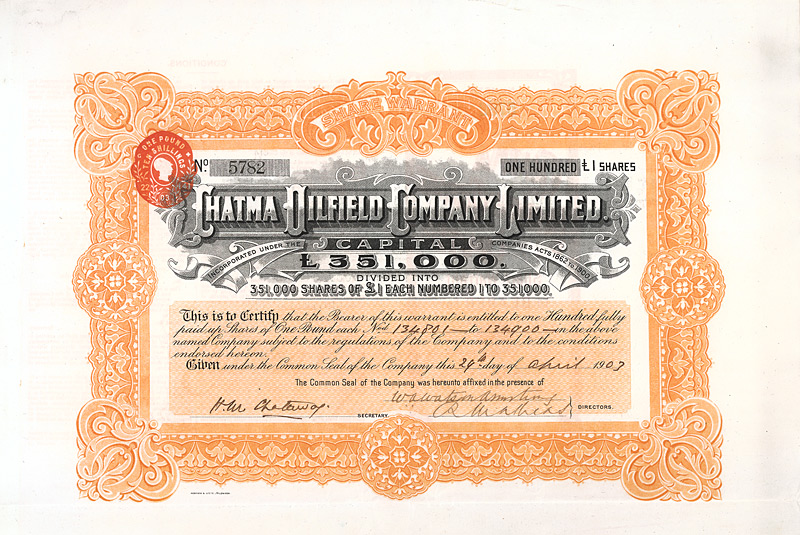 SHARE WARRANT
ONE POUND
TEN SHILLINGS
No. 5782
ONE HUNDRED £1 SHARES
CHATMA OILFIELD COMPANY LIMITED.
INCORPORATED UNDER THE CAPITAL COMPANIES ACTS 1862 TO 1900
£351,000.
DIVIDED INTO
351,000 SHARES OF £1 EACH NUMBERED 1 TO 351,000.
This is to Certify that the Bearer of this warrant is entitled to one Hundred fully
paid up Shares of One Pound each Nos. 134801 — to 134900 — in the above
named Company subject to the regulations of the Company and to the conditions
endorsed hereon.
Given under the Common Seal of the Company this 29th day of April 1903
The Common Seal of the Company was hereunto affixed in the presence of
SECRETARY.
DIRECTORS.